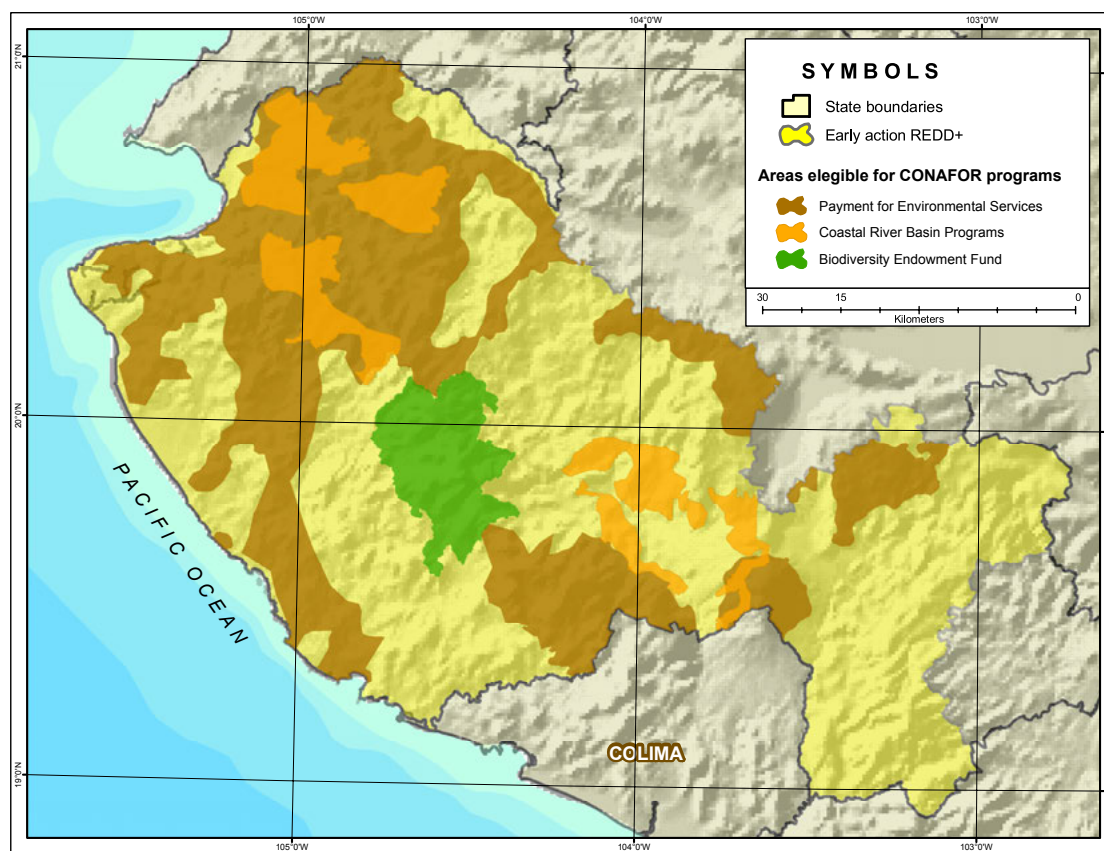 105°0'W 104°0'W 103°0'W
21°0'N
SYMBOLS
State boundaries
Early action REDD+
Areas elegible for CONAFOR programs
Payment for Environmental Services
Coastal River Basin Programs
Biodiversity Endowment Fund
30 15 0
Kilometers
20°0'N
PACIFIC OCEAN
COLIMA
19°0'N
105°0'W 104°0'W 103°0'W